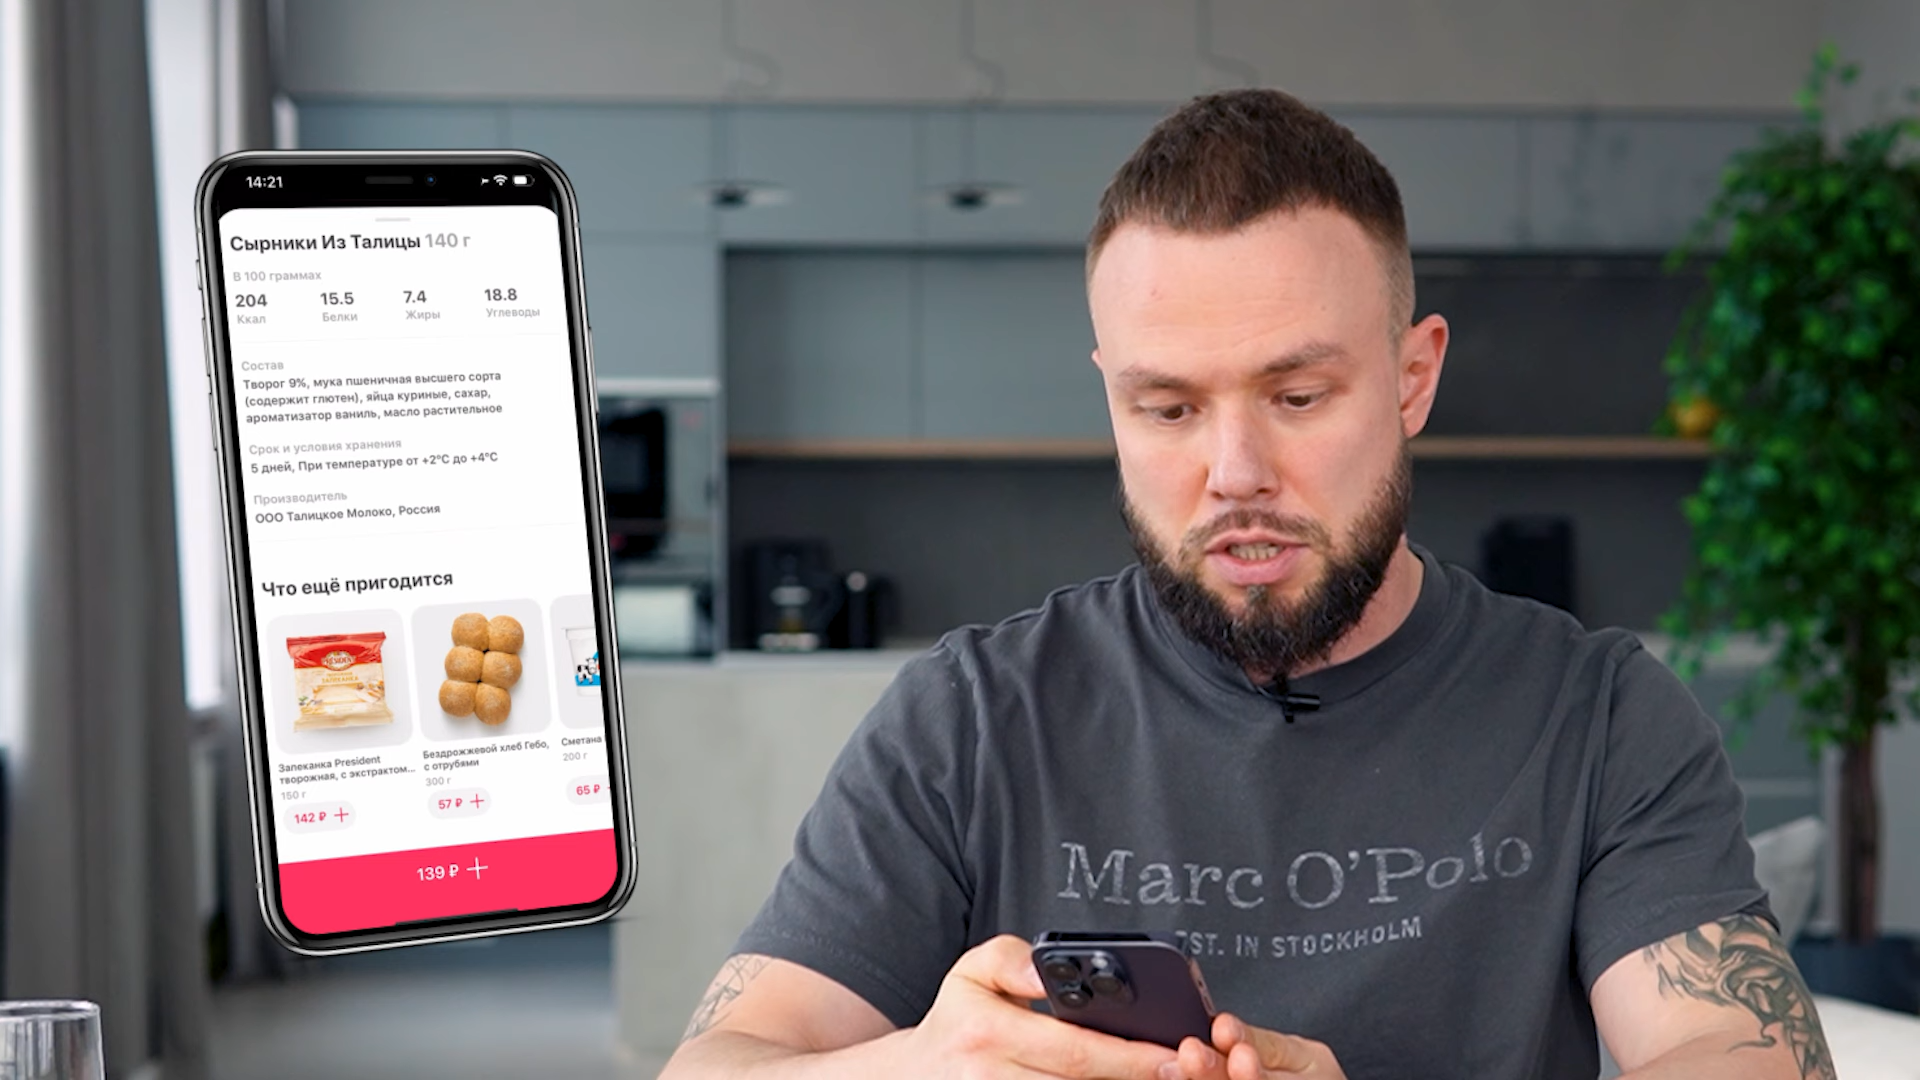 14:21
Сырники Из Талицы 140 г
В 100 граммах
204 15.5 7.4 18.8
Ккал Белки Жиры Углеводы
Состав
Творог 9%, мука пшеничная высшего сорта
(содержит глютен), яйца куриные, сахар,
ароматизатор ваниль, масло растительное
Срок и условия хранения
5 дней, При температуре от +2°C до +4°C
Производитель
ООО Талицкое Молоко, Россия
Что ещё пригодится
PRESIDENT
ЗАПЕКАНКА
Запеканка President
творожная, с экстрактом...
150 г
142 ₽ +
Бездрожжевой хлеб Гебо,
с отрубями
300 г
57 ₽ +
Сметана
200 г
65 ₽
139 ₽ +
Marc O'Polo
ST. IN STOCKHOLM